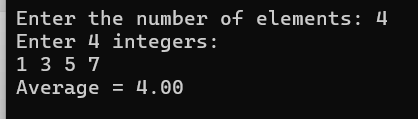 Enter the number of elements: 4
Enter 4 integers:
1 3 5 7
Average = 4.00